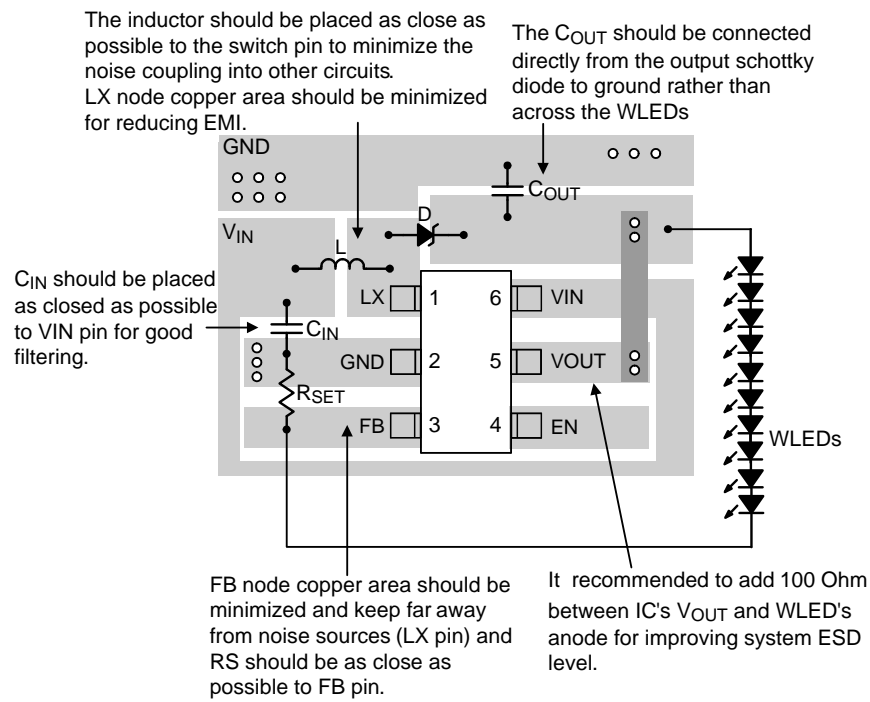 The inductor should be placed as close as
possible to the switch pin to minimize the
noise coupling into other circuits.
LX node copper area should be minimized
for reducing EMI.
The COUT should be connected
directly from the output schottky
diode to ground rather than
across the WLEDs
GND
COUT
D
VIN
L
CIN should be placed
as closed as possible
to VIN pin for good
filtering.
LX 1 6 VIN
CIN
GND 2 5 VOUT
RSET
FB 3 4 EN
WLEDs
FB node copper area should be
minimized and keep far away
from noise sources (LX pin) and
RS should be as close as
possible to FB pin.
It recommended to add 100 Ohm
between IC's VOUT and WLED's
anode for improving system ESD
level.